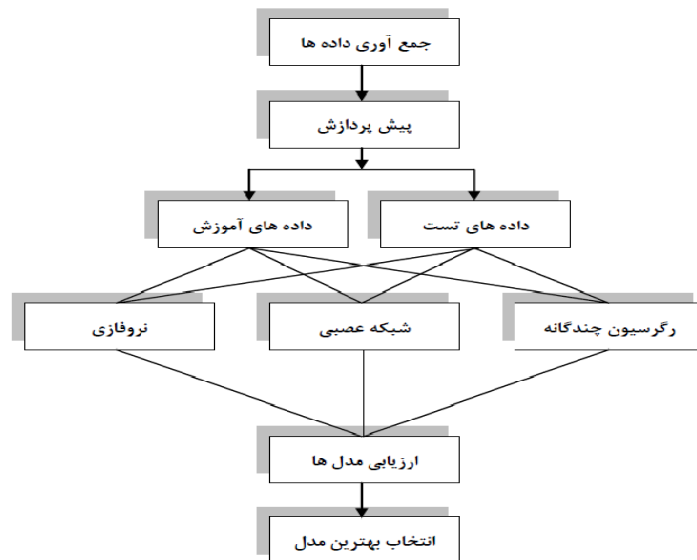 جمع آوری داده ها
پیش پردازش
داده های تست
داده های آموزش
رگرسیون چندگانه
شبکه عصبی
نروفازی
ارزیابی مدل ها
انتخاب بهترین مدل